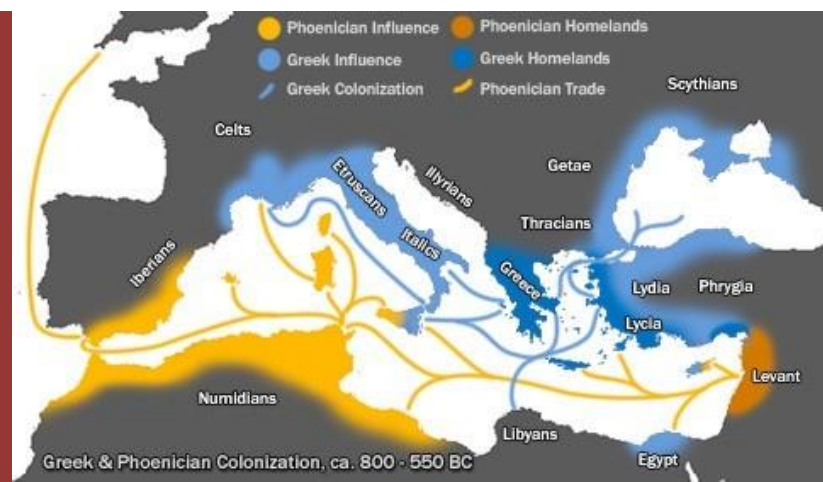 Phoenician Influence
Phoenician Homelands
Greek Influence
Greek Homelands
Greek Colonization
Phoenician Trade
Scythians
Celts
Getae
Etruscans
Illyrians
Thracians
Italics
Iberians
Greece
Lydia
Phrygia
Lycia
Levant
Numidians
Libyans
Egypt
Greek & Phoenician Colonization, ca. 800 - 550 BC